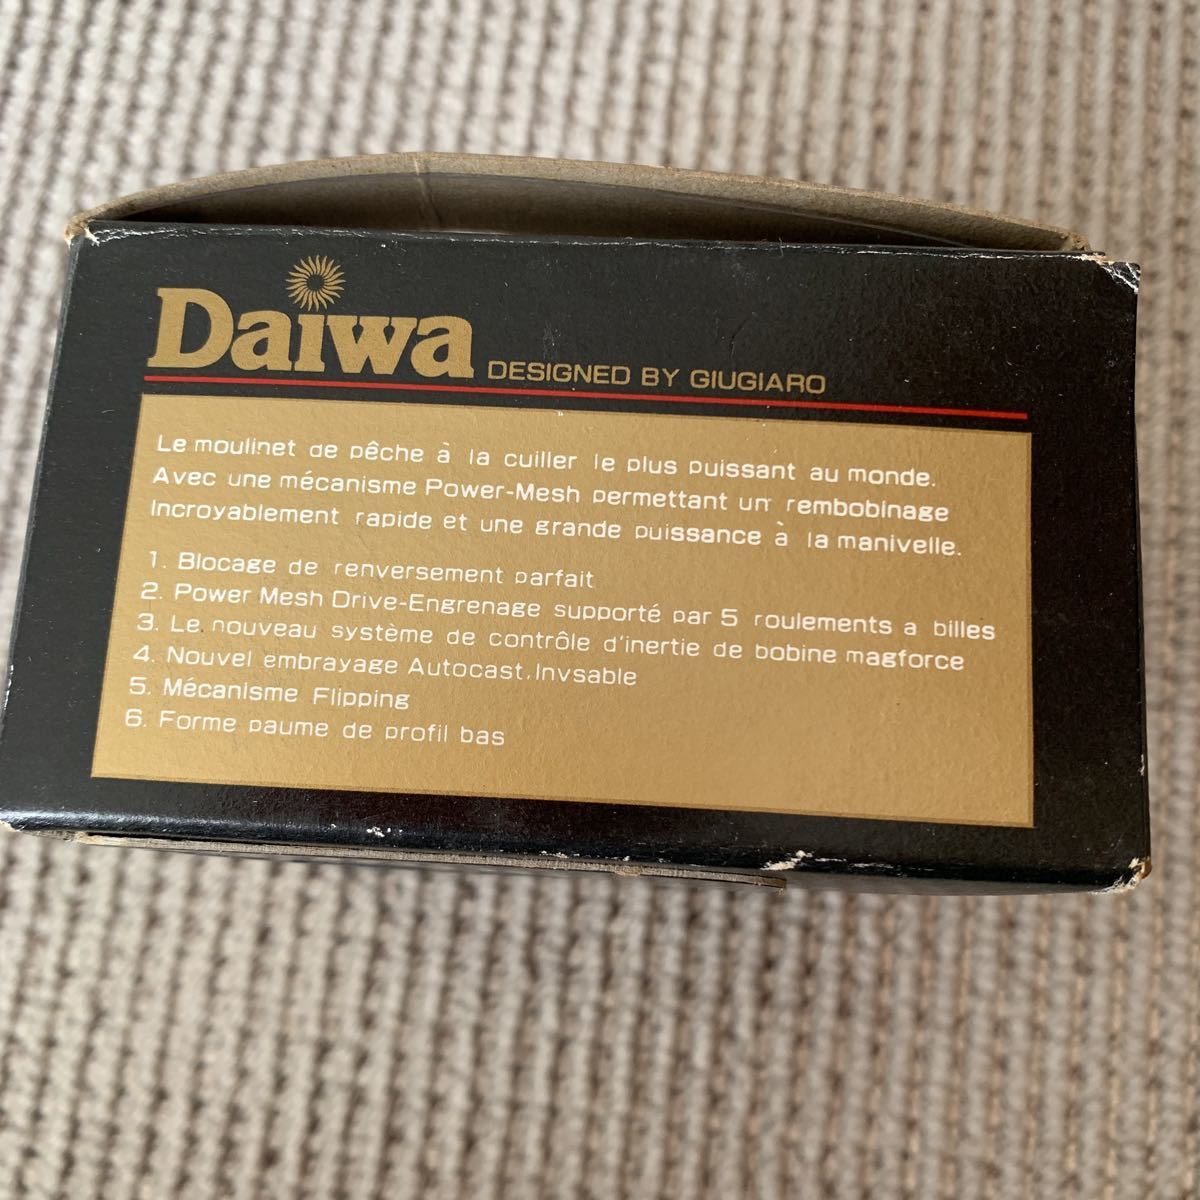 Daiwa DESIGNED BY GIUGIARO
Le moulinet de pêche à la cuiller le plus puissant au monde.
Avec une mécanisme Power-Mesh permettant un rembobinage
Incroyablement rapide et une grande puissance à la manivelle.
1. Blocage de renversement parfait
2. Power Mesh Drive-Engrenage supporté par 5 roulements a billes
3. Le nouveau système de contrôle d'inertie de bobine magforce
4. Nouvel embrayage Autocast.Invsable
5. Mécanisme Flipping
6. Forme paume de profil bas